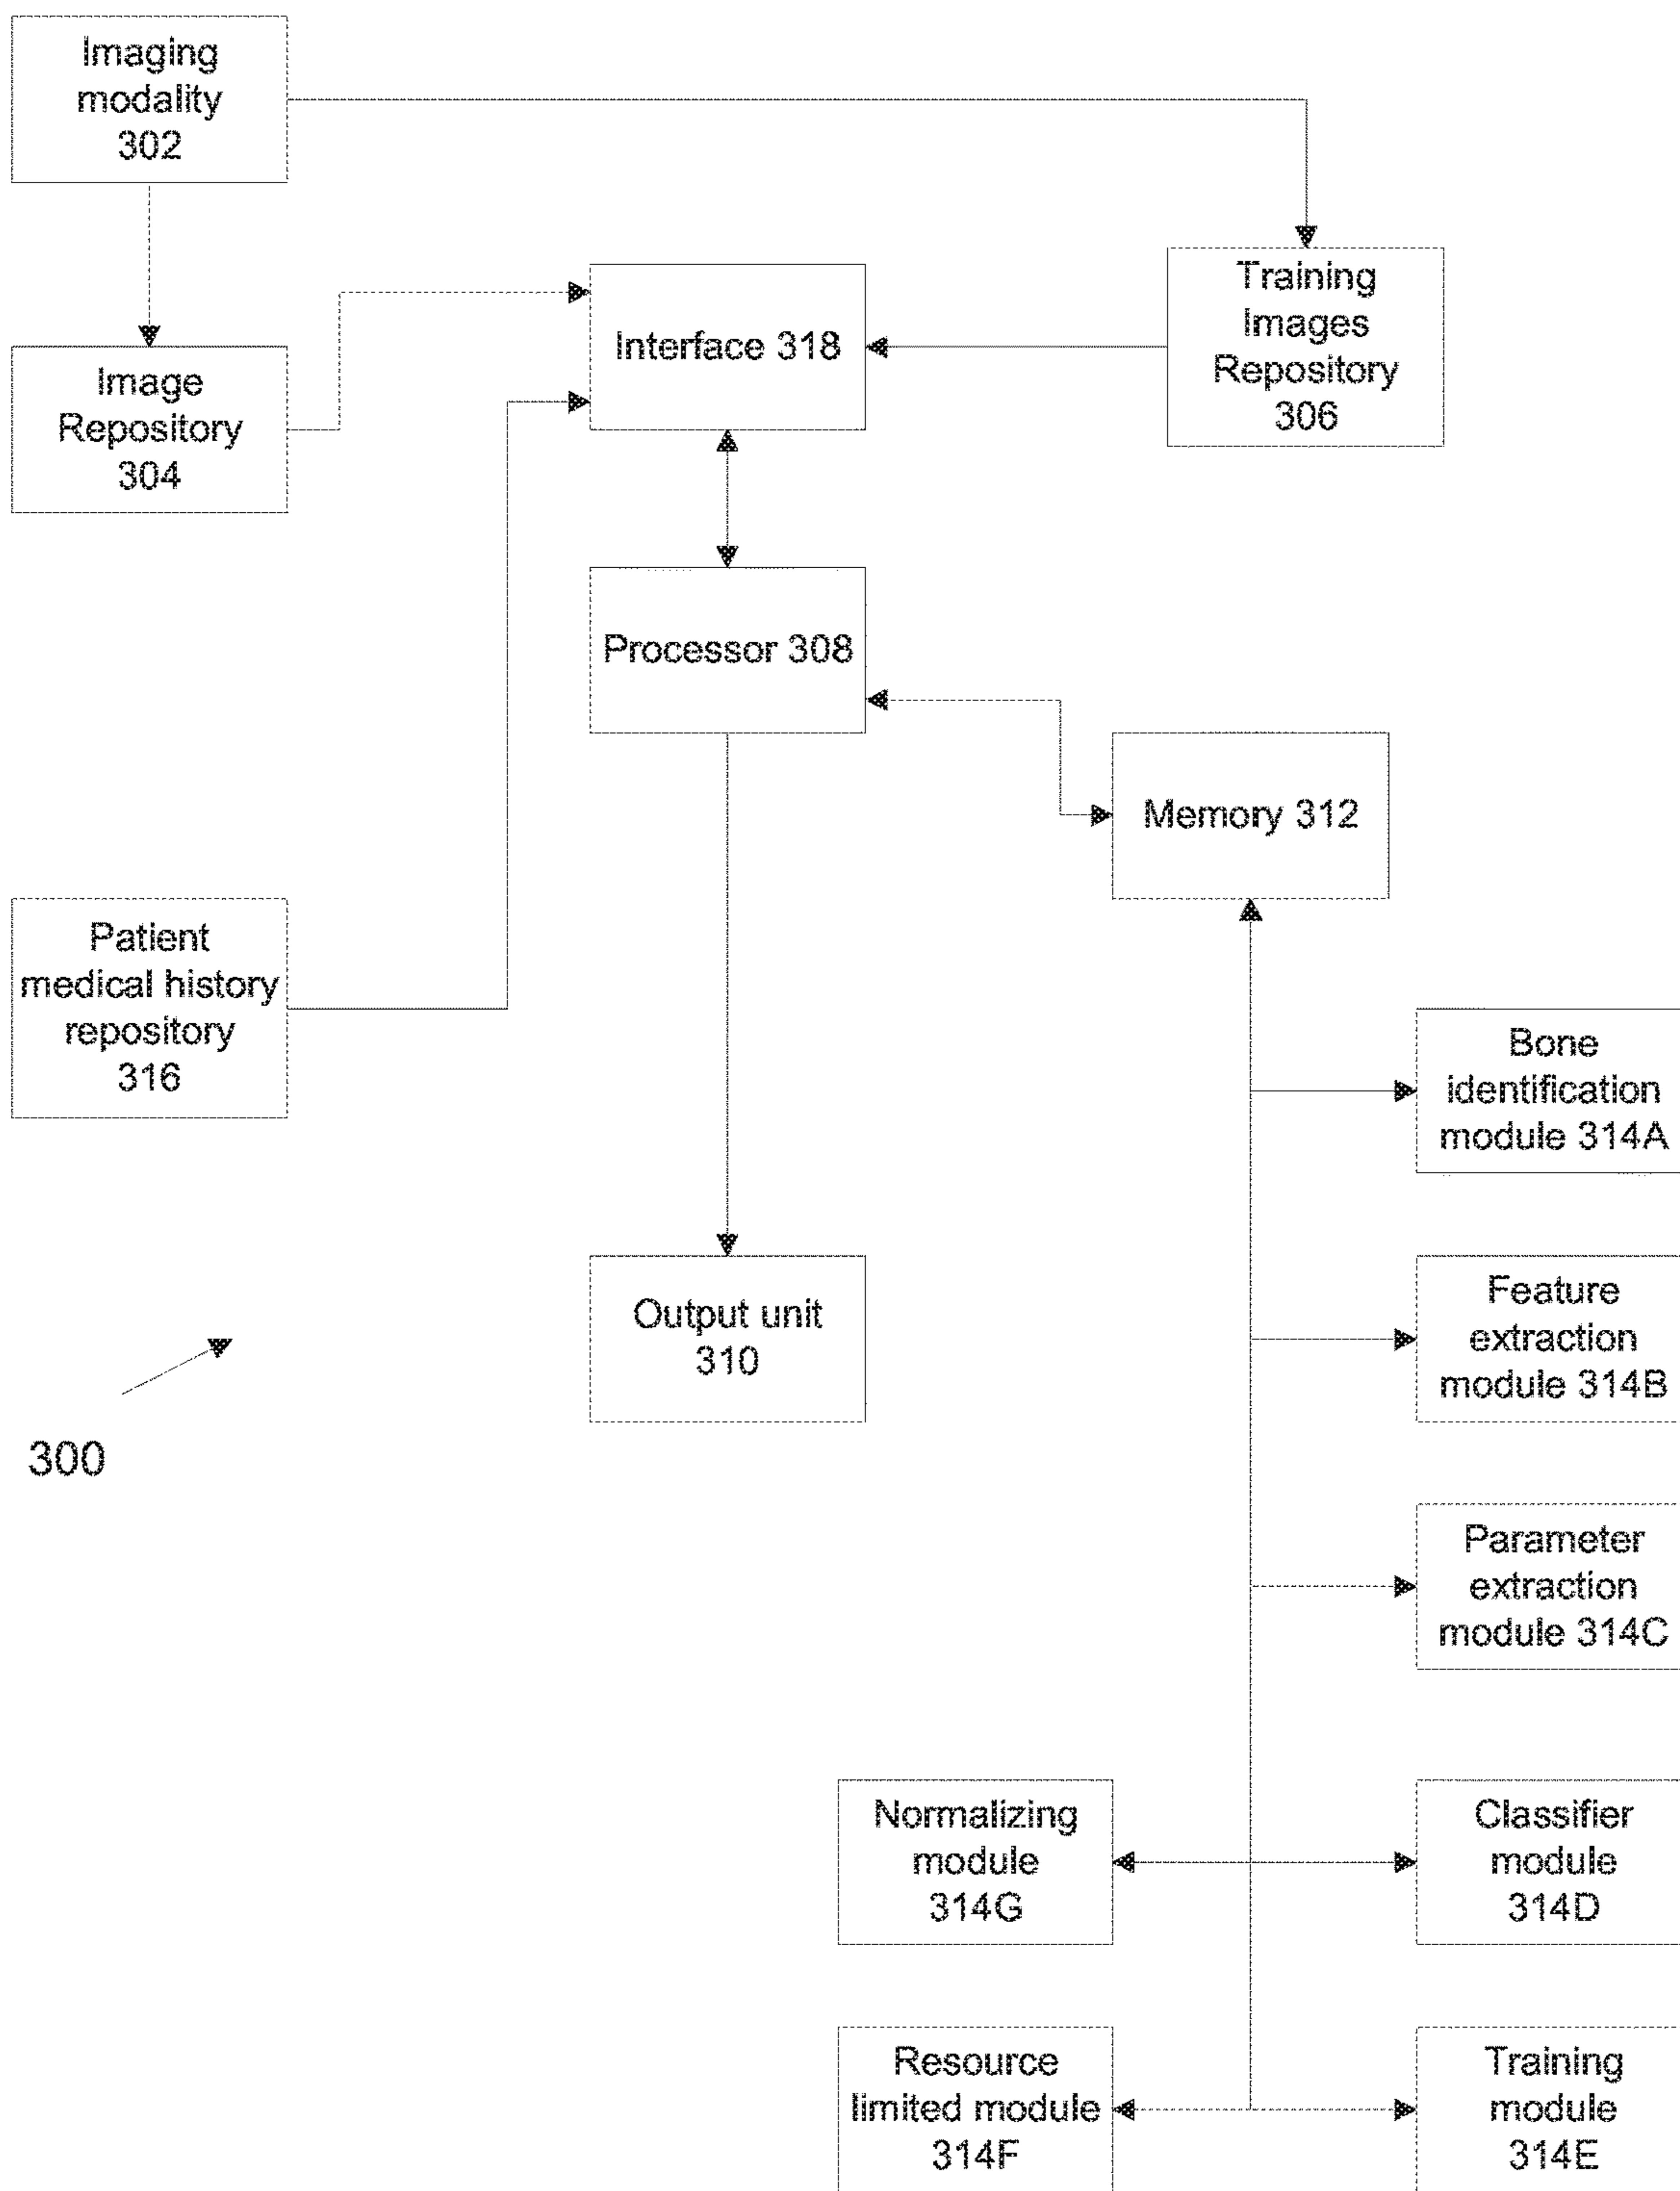 Imaging
modality
302
Training
Images
Repository
306
Interface 318
Image
Repository
304
Processor 308
Memory 312
Patient
medical history
repository
316
Bone
identification
module 314A
Output unit
310
Feature
extraction
module 314B
300
Parameter
extraction
module 314C
Normalizing
module
314G
Classifier
module
314D
Resource
limited module
314F
Training
module
314E